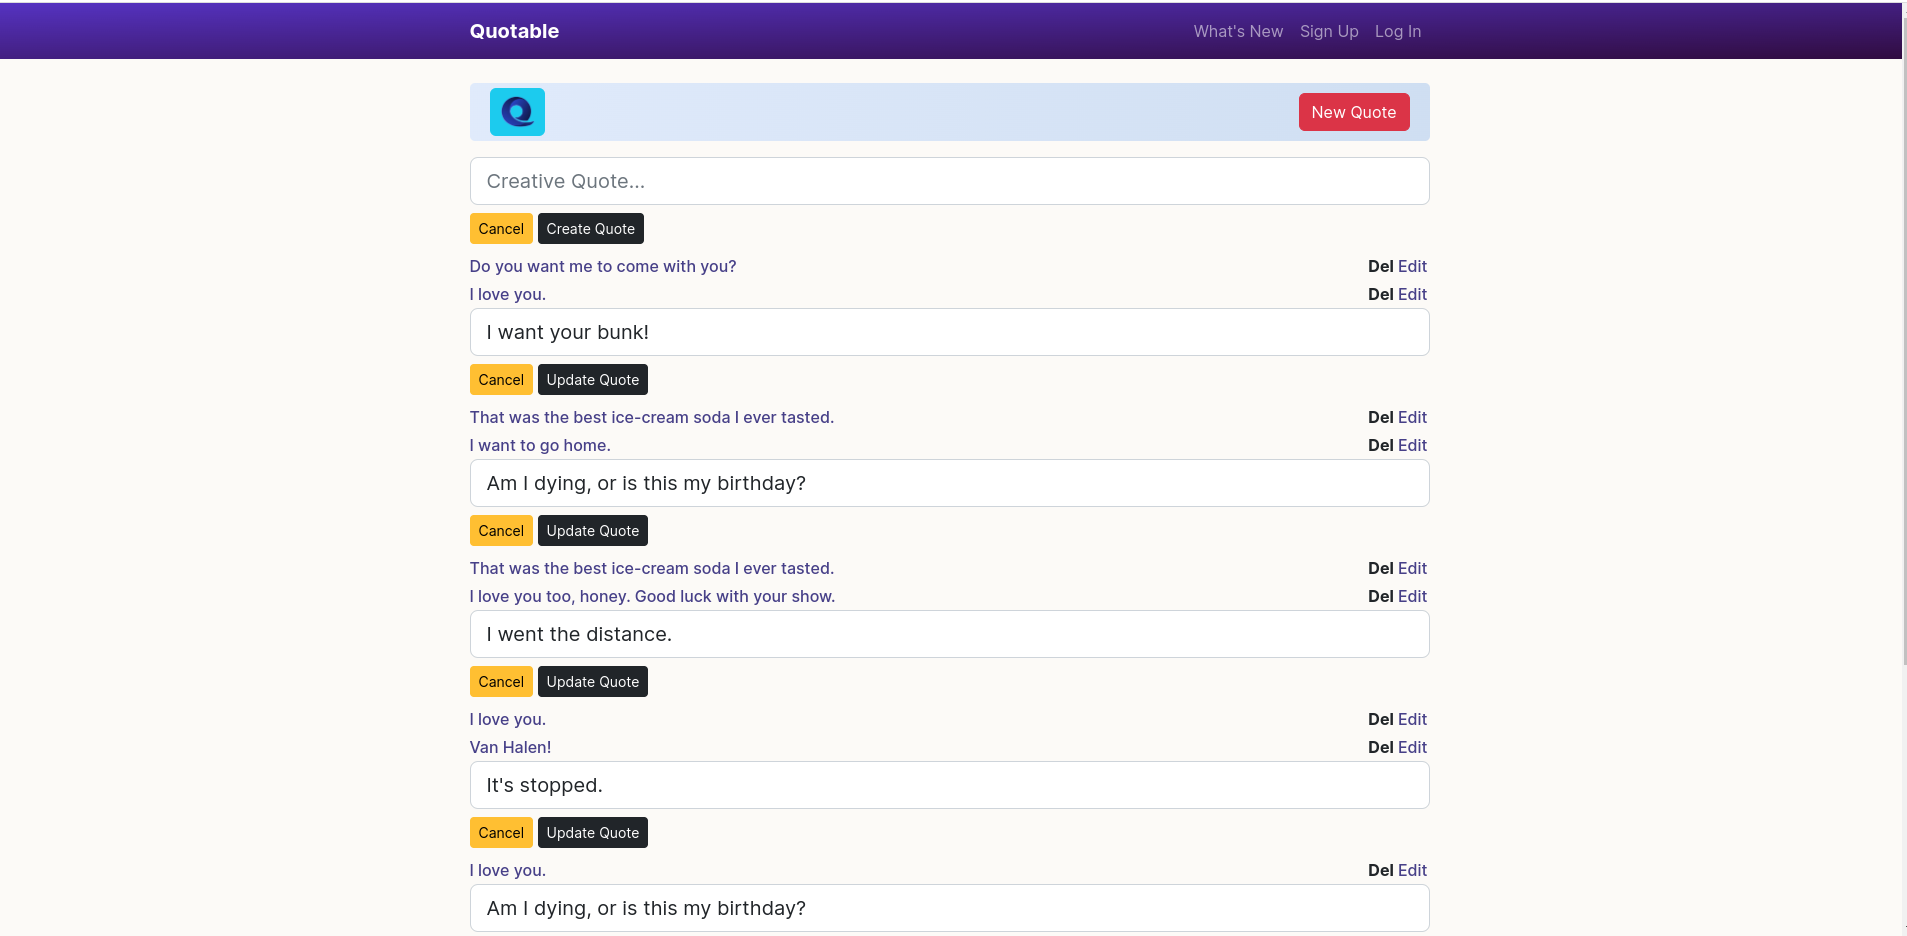 Quotable What's New Sign Up Log In
New Quote
Creative Quote...
Cancel Create Quote
Do you want me to come with you? Del Edit
I love you. Del Edit
I want your bunk!
Cancel Update Quote
That was the best ice-cream soda I ever tasted. Del Edit
I want to go home. Del Edit
Am I dying, or is this my birthday?
Cancel Update Quote
That was the best ice-cream soda I ever tasted. Del Edit
I love you too, honey. Good luck with your show. Del Edit
I went the distance.
Cancel Update Quote
I love you. Del Edit
Van Halen! Del Edit
It's stopped.
Cancel Update Quote
I love you. Del Edit
Am I dying, or is this my birthday?